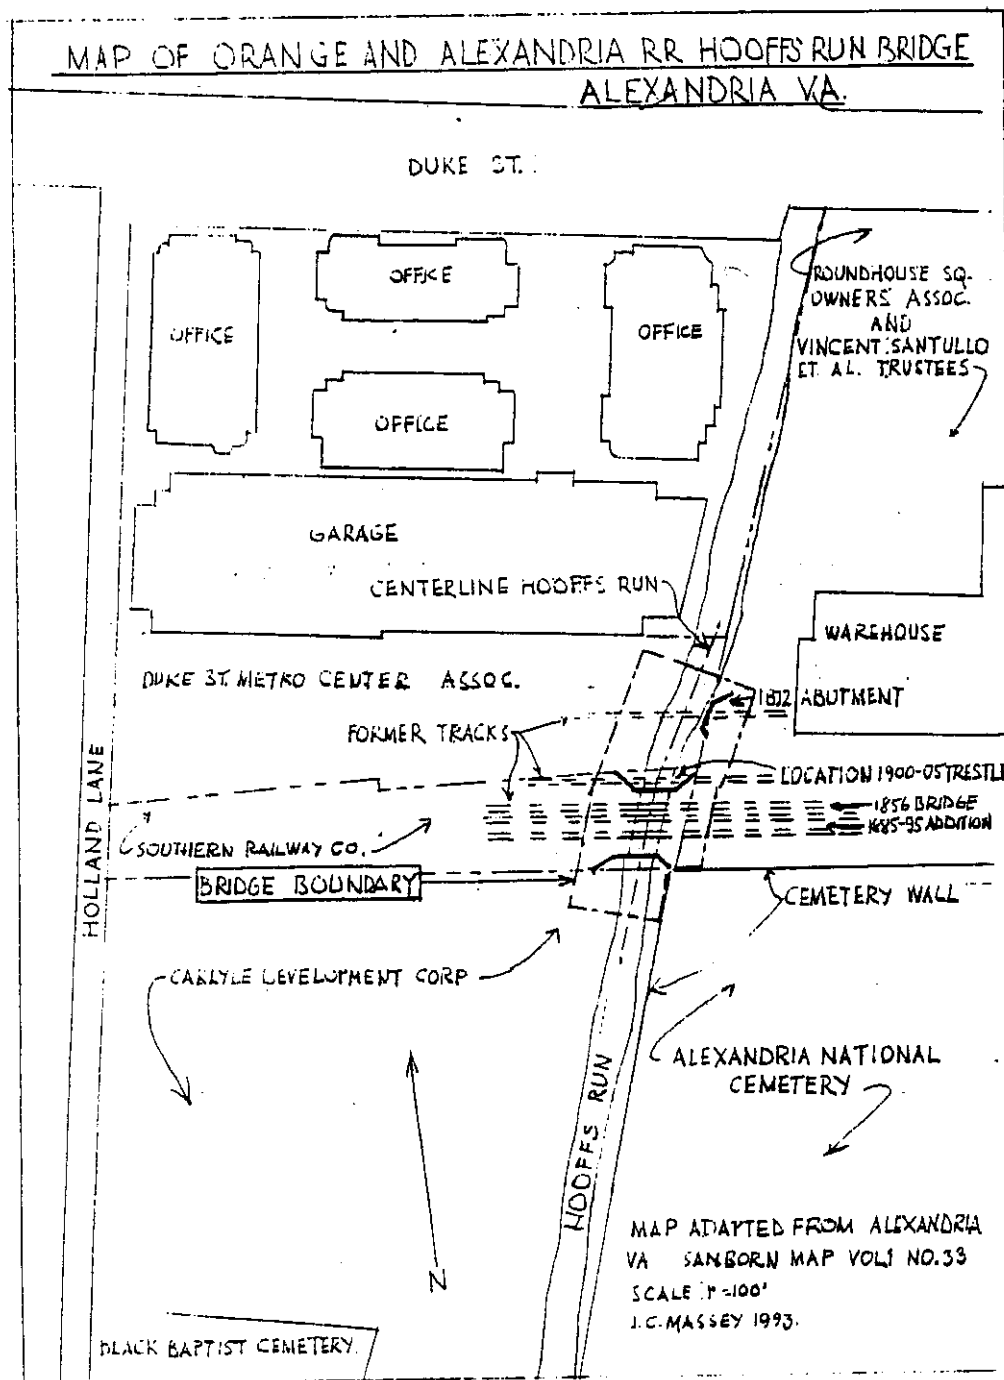 MAP OF ORANGE AND ALEXANDRIA RR HOOFFS RUN BRIDGE
ALEXANDRIA VA.
DUKE ST.
OFFICE
OFFICE
OFFICE
OFFICE
ROUNDHOUSE SQ.
OWNERS' ASSOC.
AND
VINCENT SANTULLO
ET. AL. TRUSTEES
GARAGE
CENTERLINE HOOFFS RUN
WAREHOUSE
DUKE ST. METRO CENTER ASSOC.
ABUTMENT
FORMER TRACKS
LOCATION 1900-05 TRESTLE
1856 BRIDGE
1885-95 ADDITION
SOUTHERN RAILWAY CO.
BRIDGE BOUNDARY
HOLLAND LANE
CEMETERY WALL
CARLYLE DEVELOPMENT CORP
ALEXANDRIA NATIONAL
CEMETERY
HOOFFS RUN
N
MAP ADAPTED FROM ALEXANDRIA
VA SANBORN MAP VOL1 NO.33
SCALE 1"=100'
J.C. MASSEY 1993.
BLACK BAPTIST CEMETERY.